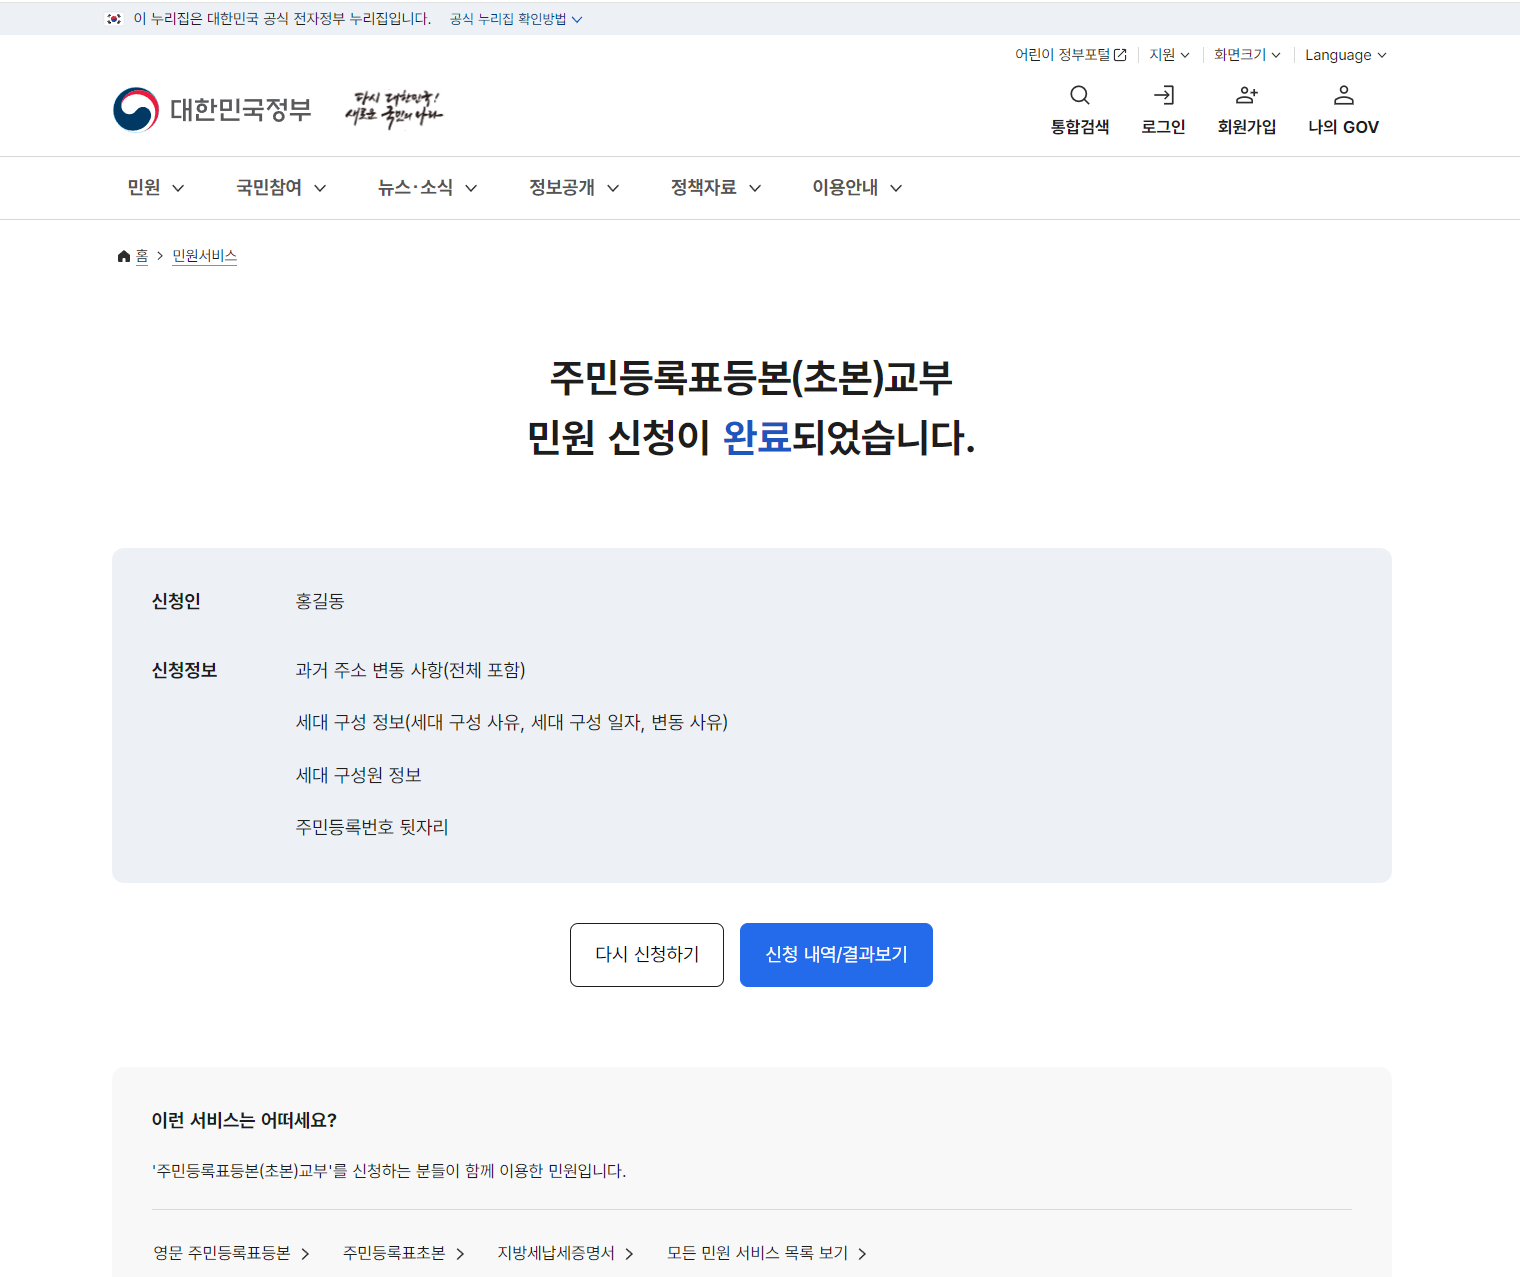 이 누리집은 대한민국 공식 전자정부 누리집입니다. 공식 누리집 확인방법
어린이 정부포털 지원 화면크기 Language
대한민국정부 다시 대한민국! 새로운 국민의 나라
통합검색 로그인 회원가입 나의 GOV
민원 국민참여 뉴스·소식 정보공개 정책자료 이용안내
홈 > 민원서비스
주민등록표등본(초본)교부
민원 신청이 완료되었습니다.
신청인 홍길동
신청정보 과거 주소 변동 사항(전체 포함)
세대 구성 정보(세대 구성 사유, 세대 구성 일자, 변동 사유)
세대 구성원 정보
주민등록번호 뒷자리
다시 신청하기 신청 내역/결과보기
이런 서비스는 어떠세요?
'주민등록표등본(초본)교부'를 신청하는 분들이 함께 이용한 민원입니다.
영문 주민등록표등본 > 주민등록표초본 > 지방세납세증명서 > 모든 민원 서비스 목록 보기 >